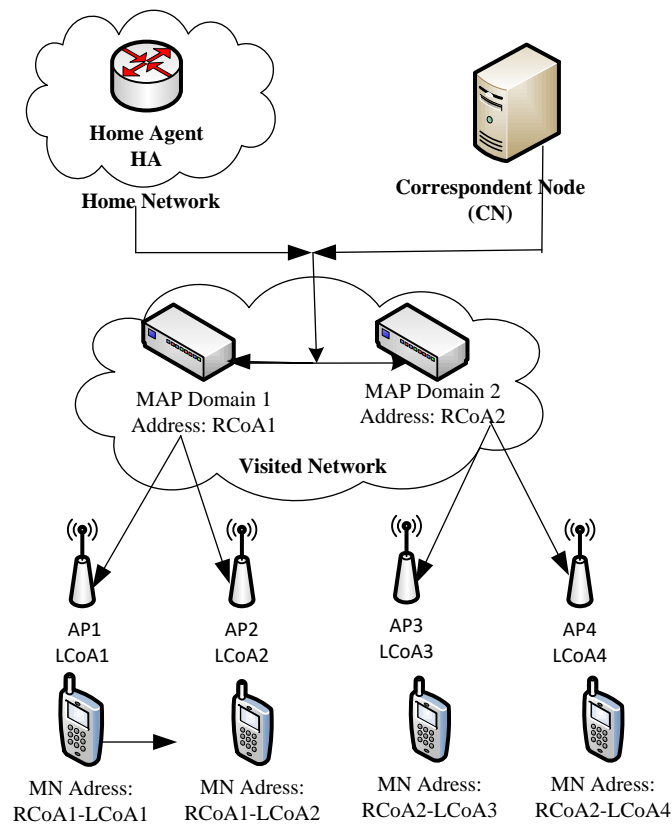 Home Agent
HA
Home Network
Correspondent Node
(CN)
MAP Domain 1
Address: RCoA1
MAP Domain 2
Address: RCoA2
Visited Network
AP1
LCoA1
AP2
LCoA2
AP3
LCoA3
AP4
LCoA4
MN Adress:
RCoA1-LCoA1
MN Adress:
RCoA1-LCoA2
MN Adress:
RCoA2-LCoA3
MN Adress:
RCoA2-LCoA4